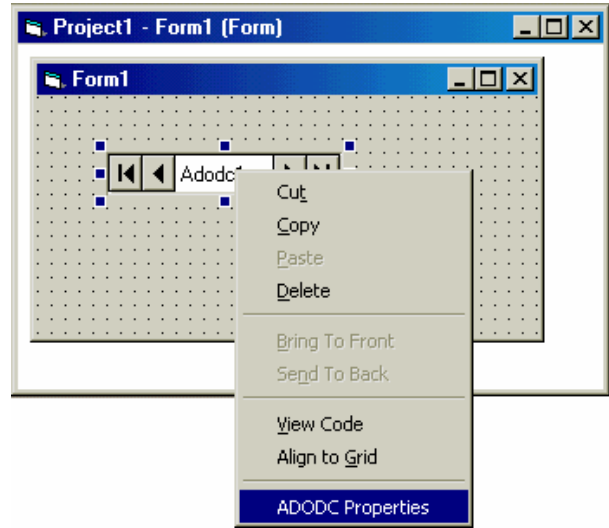 Project1 - Form1 (Form)
Form1
Adodc
Cut
Copy
Paste
Delete
Bring To Front
Send To Back
View Code
Align to Grid
ADODC Properties